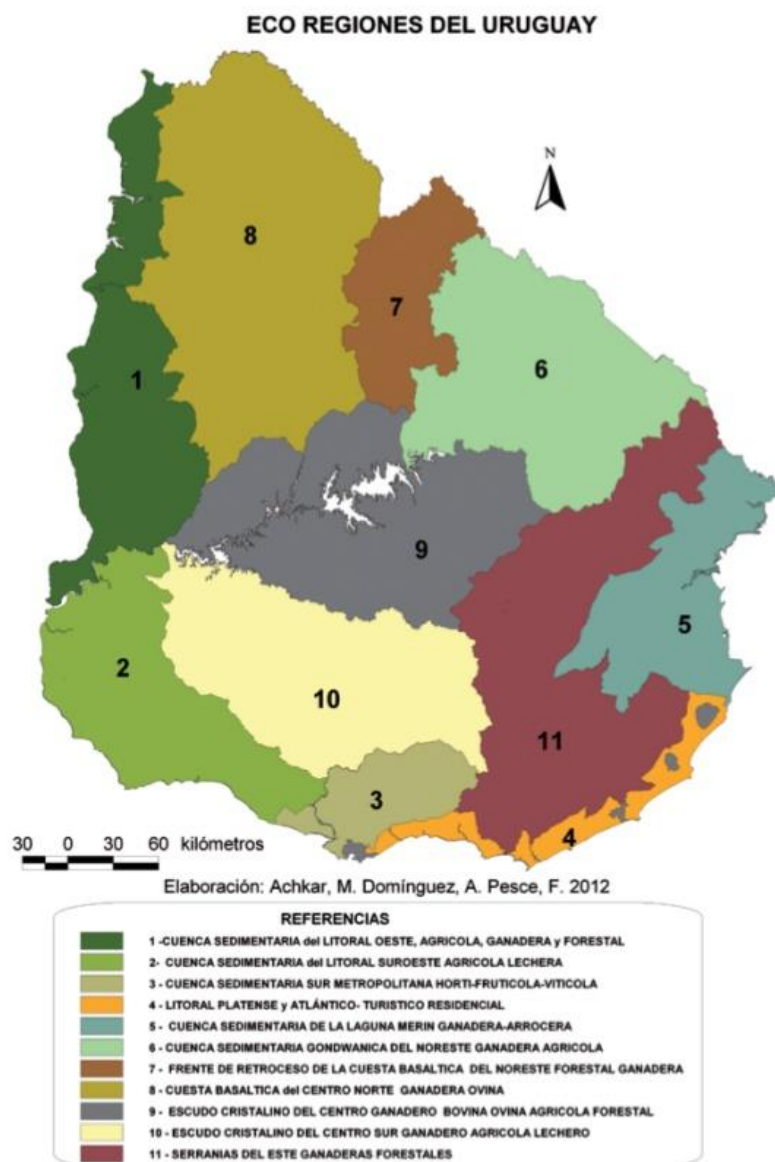 ECO REGIONES DEL URUGUAY
N
8
7
1
6
9
5
2
10
11
3
4
30 0 30 60 kilómetros
Elaboración: Achkar, M. Domínguez, A. Pesce, F. 2012
REFERENCIAS
1 -CUENCA SEDIMENTARIA del LITORAL OESTE, AGRICOLA, GANADERA y FORESTAL
2- CUENCA SEDIMENTARIA del LITORAL SUROESTE AGRICOLA LECHERA
3 - CUENCA SEDIMENTARIA SUR METROPOLITANA HORTI-FRUTICOLA-VITICOLA
4 - LITORAL PLATENSE y ATLÁNTICO- TURISTICO RESIDENCIAL
5 - CUENCA SEDIMENTARIA DE LA LAGUNA MERIN GANADERA-ARROCERA
6 - CUENCA SEDIMENTARIA GONDWANICA DEL NORESTE GANADERA AGRICOLA
7 - FRENTE DE RETROCESO DE LA CUESTA BASALTICA DEL NORESTE FORESTAL GANADERA
8 - CUESTA BASALTICA del CENTRO NORTE GANADERA OVINA
9 - ESCUDO CRISTALINO DEL CENTRO GANADERO BOVINA OVINA AGRICOLA FORESTAL
10 - ESCUDO CRISTALINO DEL CENTRO SUR GANADERO AGRICOLA LECHERO
11 - SERRANIAS DEL ESTE GANADERAS FORESTALES